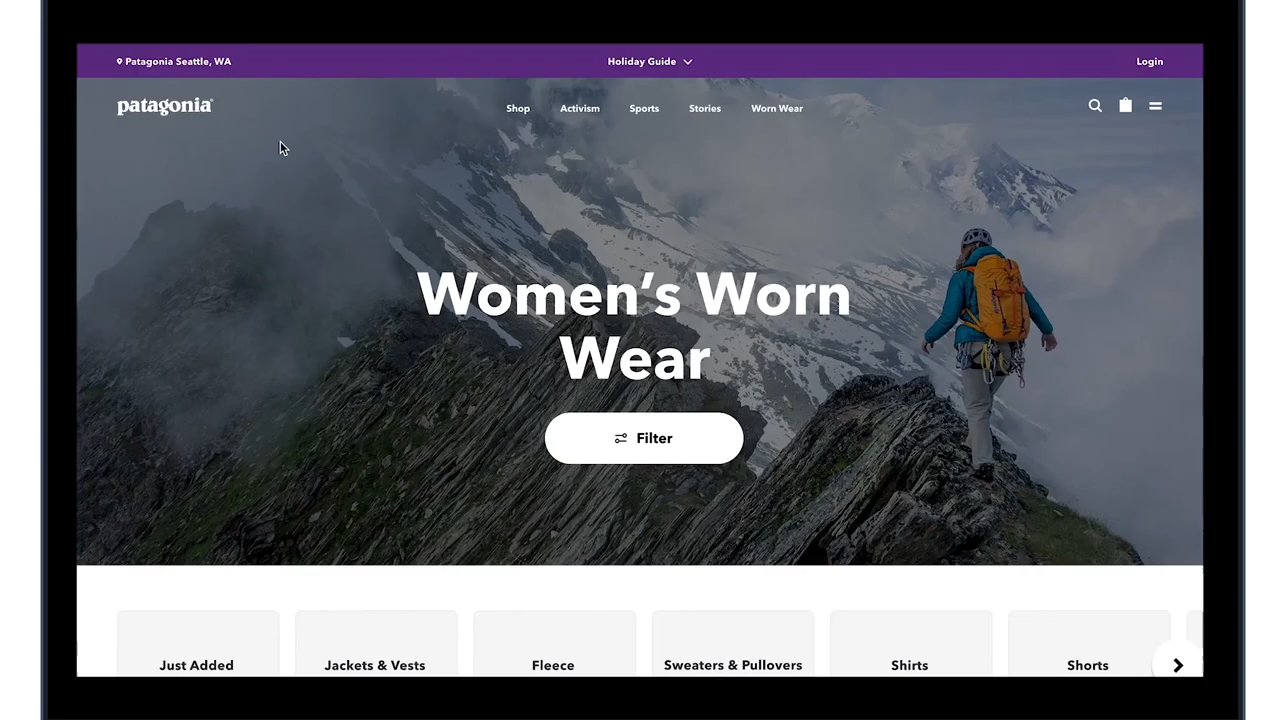 Patagonia Seattle, WA
Holiday Guide
Login
patagonia
Shop
Activism
Sports
Stories
Worn Wear
Women's Worn
Wear
Filter
Just Added
Jackets & Vests
Fleece
Sweaters & Pullovers
Shirts
Shorts